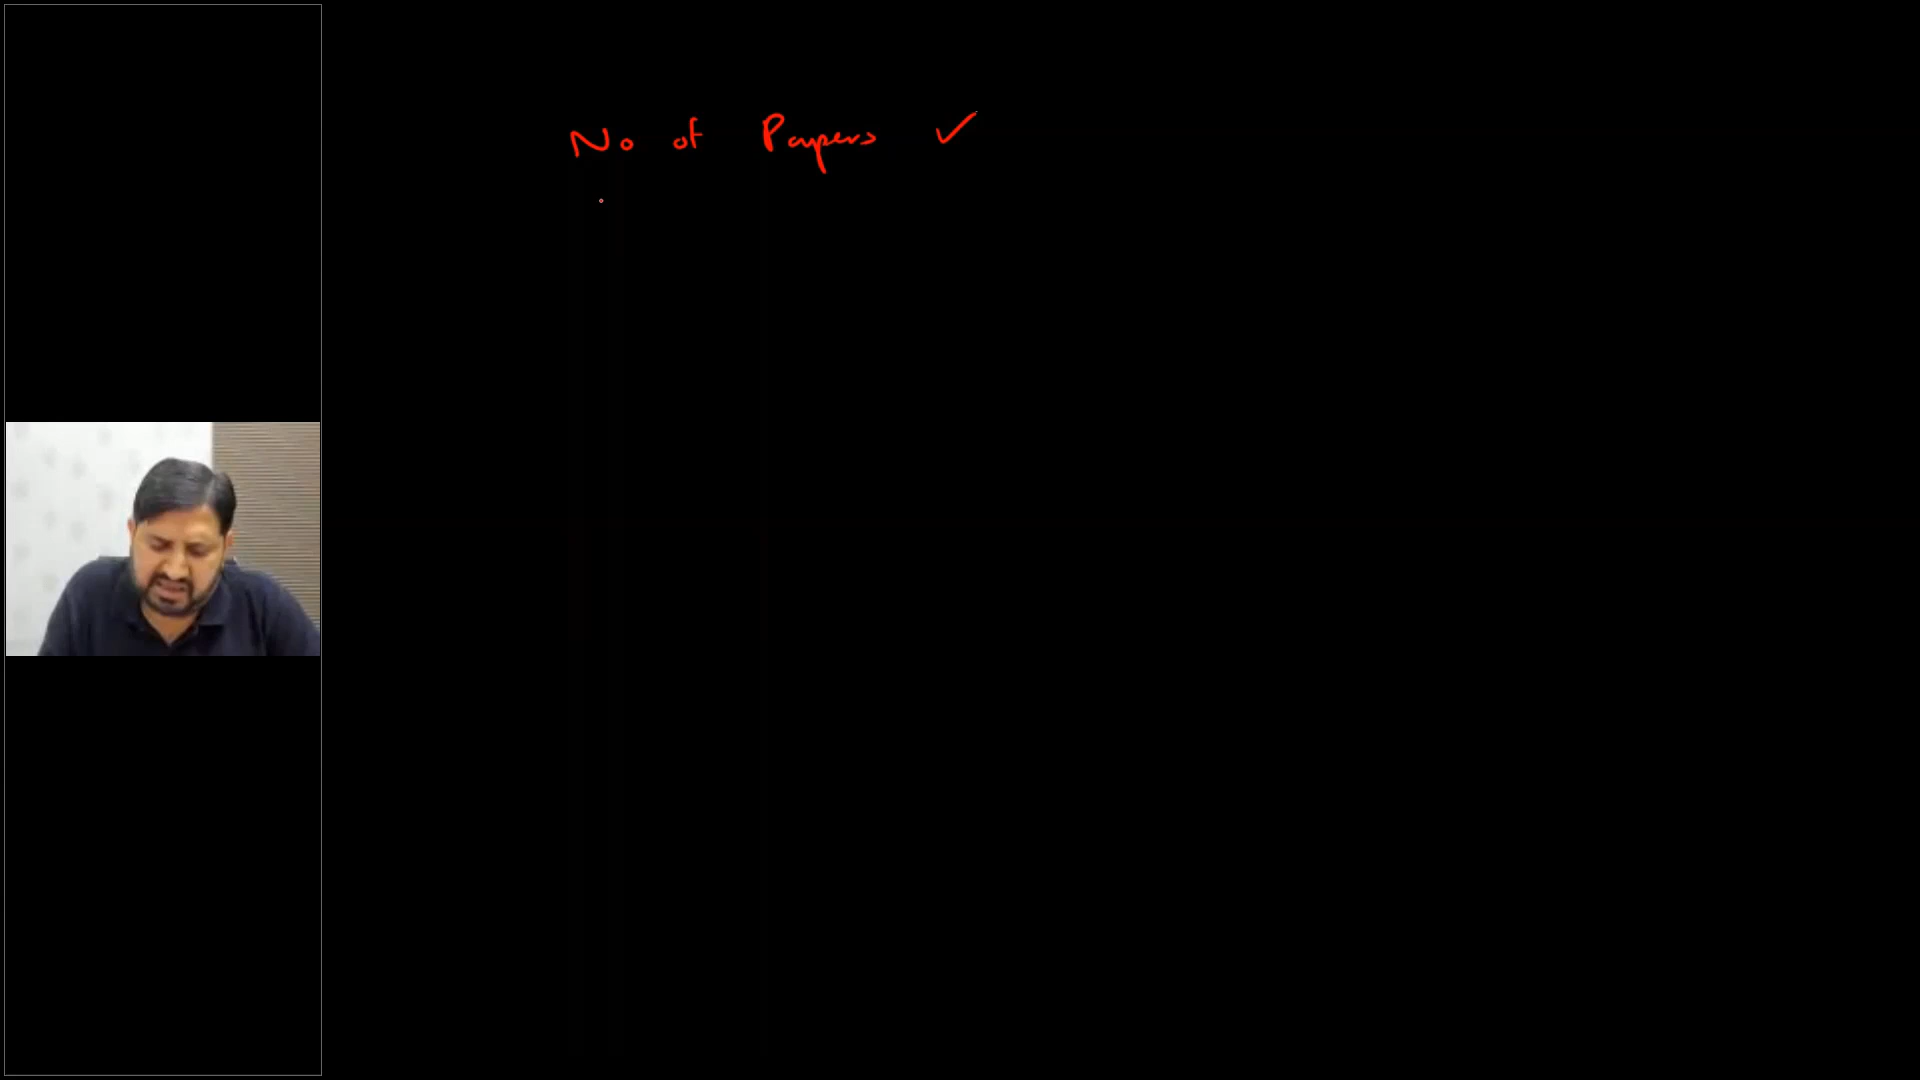 No of Papers ✓